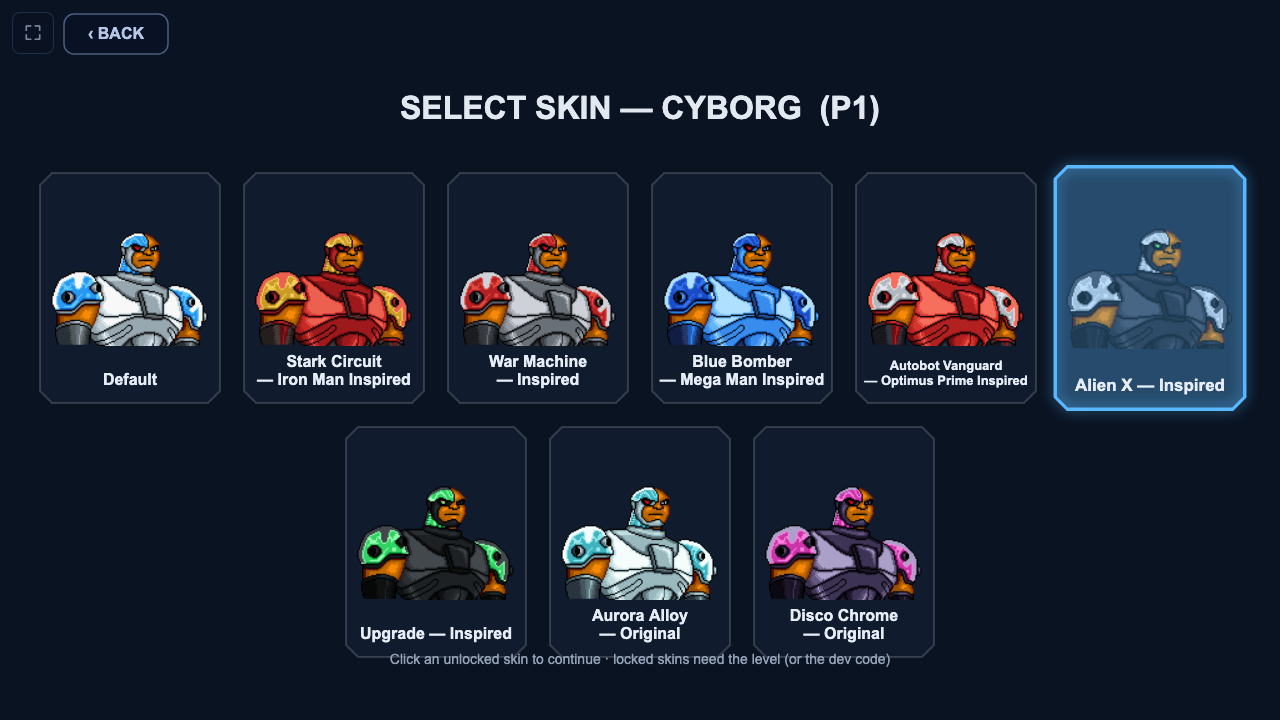 ‹ BACK
SELECT SKIN — CYBORG (P1)
Default
Stark Circuit
— Iron Man Inspired
War Machine
— Inspired
Blue Bomber
— Mega Man Inspired
Autobot Vanguard
— Optimus Prime Inspired
Alien X — Inspired
Upgrade — Inspired
Aurora Alloy
— Original
Disco Chrome
— Original
Click an unlocked skin to continue · locked skins need the level (or the dev code)